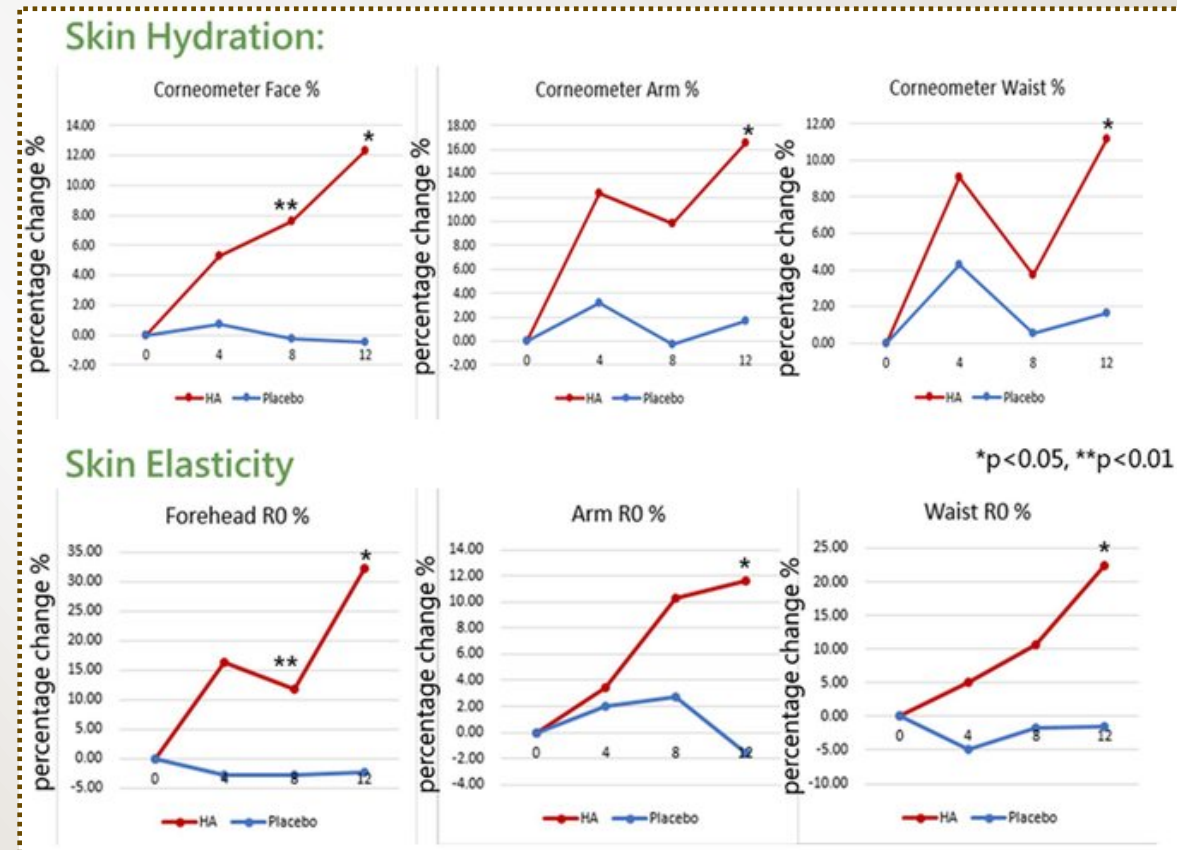 Skin Hydration:
Corneometer Face %
percentage change %
14.00
12.00
10.00
8.00
6.00
4.00
2.00
0.00
-2.00
**
*
0 4 8 12
HA Placebo
Corneometer Arm %
percentage change %
18.00
16.00
14.00
12.00
10.00
8.00
6.00
4.00
2.00
0.00
-2.00
*
0 4 8 12
HA Placebo
Corneometer Waist %
percentage change %
12.00
10.00
8.00
6.00
4.00
2.00
0.00
*
0 4 8 12
HA Placebo
Skin Elasticity
*p<0.05, **p<0.01
Forehead R0 %
percentage change %
35.00
30.00
25.00
20.00
15.00
10.00
5.00
0.00
-5.00
**
*
0 4 8 12
HA Placebo
Arm R0 %
percentage change %
14.00
12.00
10.00
8.00
6.00
4.00
2.00
0.00
-2.00
-4.00
*
0 4 8 12
HA Placebo
Waist R0 %
percentage change %
25.00
20.00
15.00
10.00
5.00
0.00
-5.00
-10.00
*
0 4 8 12
HA Placebo